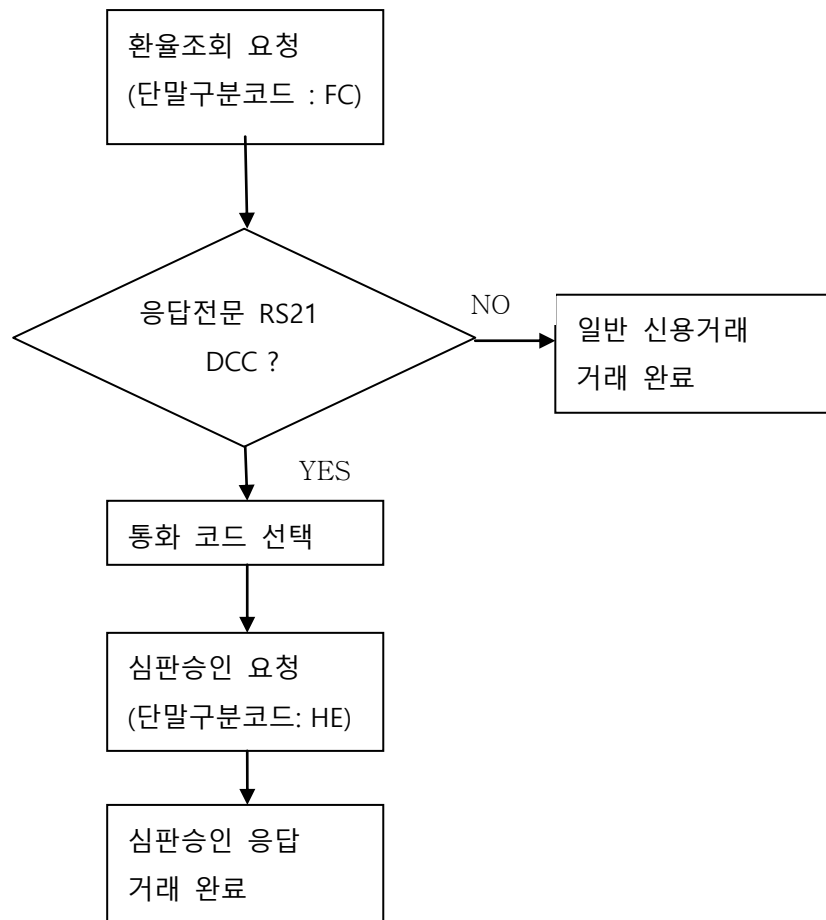 환율조회 요청
(단말구분코드 : FC)
응답전문 RS21
DCC ?
NO
일반 신용거래
거래 완료
YES
통화 코드 선택
심판승인 요청
(단말구분코드: HE)
심판승인 응답
거래 완료